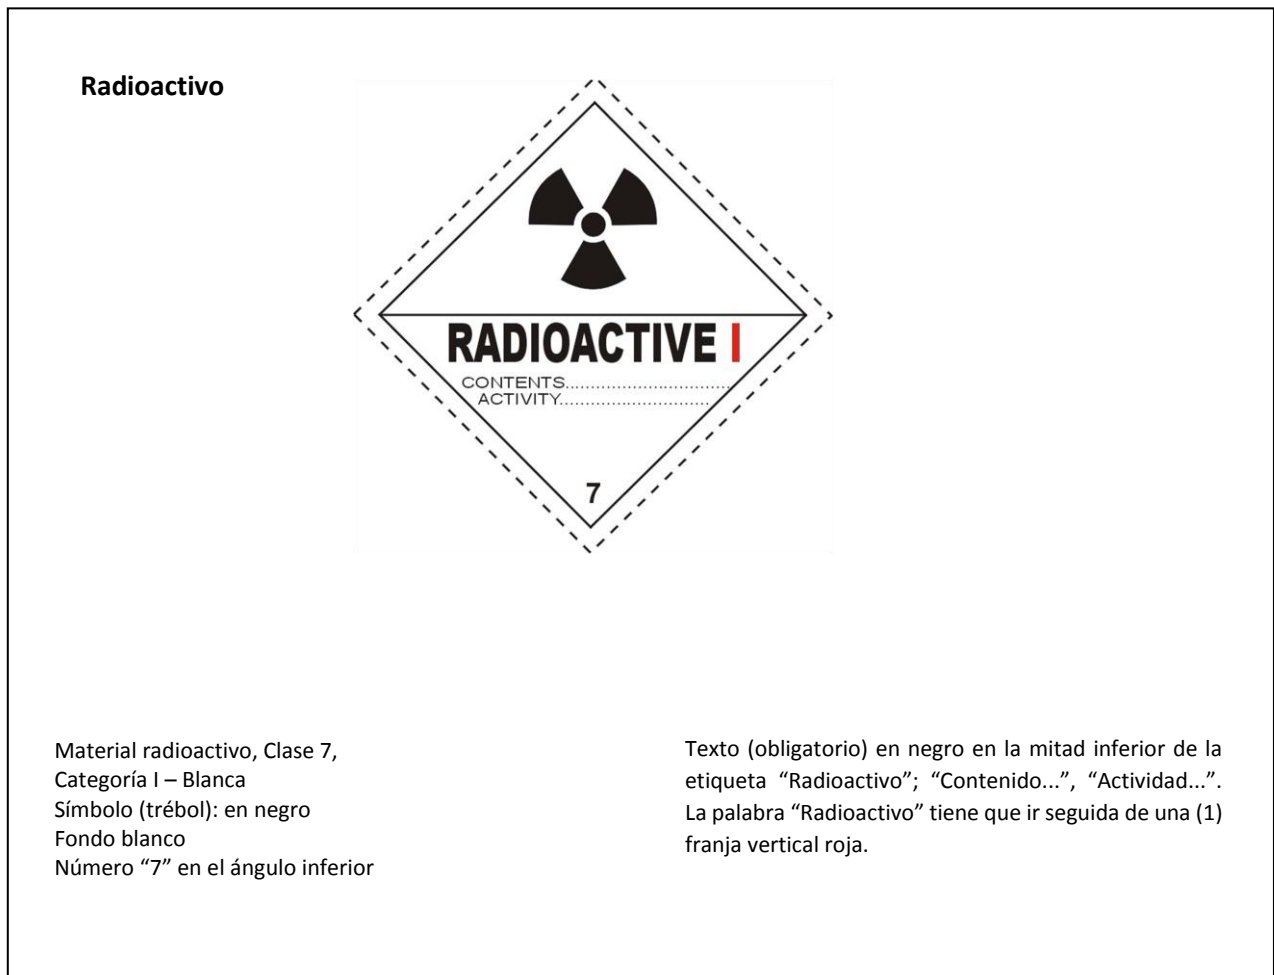 Radioactivo
RADIOACTIVE I
CONTENTS................................
ACTIVITY.............................
7
Material radioactivo, Clase 7,
Categoría I – Blanca
Símbolo (trébol): en negro
Fondo blanco
Número “7” en el ángulo inferior
Texto (obligatorio) en negro en la mitad inferior de la
etiqueta “Radioactivo”; “Contenido...”, “Actividad...”.
La palabra “Radioactivo” tiene que ir seguida de una (1)
franja vertical roja.